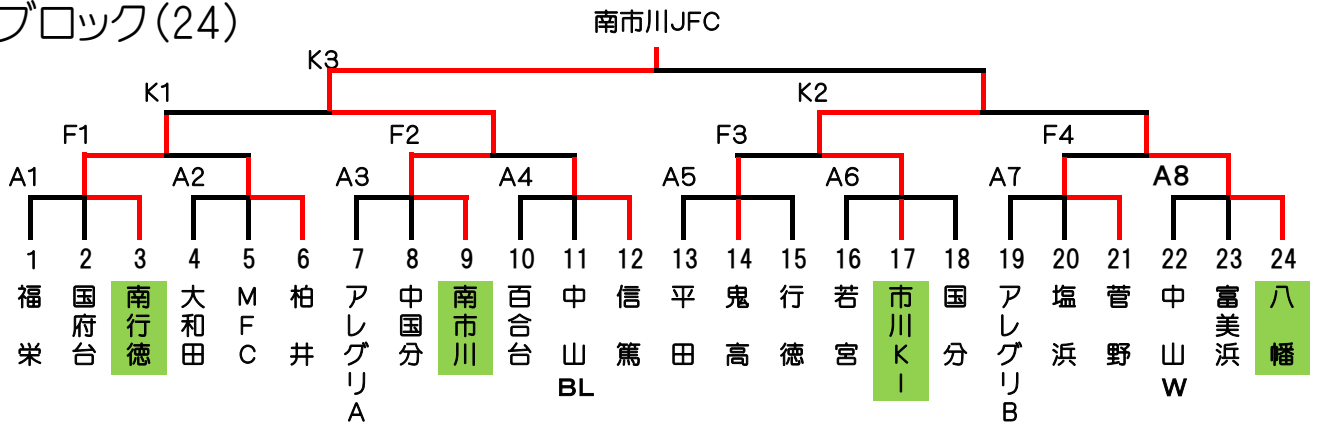 ブロック(24)
南市川JFC
K3
K1 K2
F1 F2 F3 F4
A1 A2 A3 A4 A5 A6 A7 A8
1 2 3 4 5 6 7 8 9 10 11 12 13 14 15 16 17 18 19 20 21 22 23 24
福栄
国府台
南行徳
大和田
MFC
柏井
アレグリA
中国分
南市川
百合台
中山BL
信篤
平田
鬼高
行徳
若宮
市川KI
国分
アレグリB
塩浜
菅野
中山W
富美浜
八幡